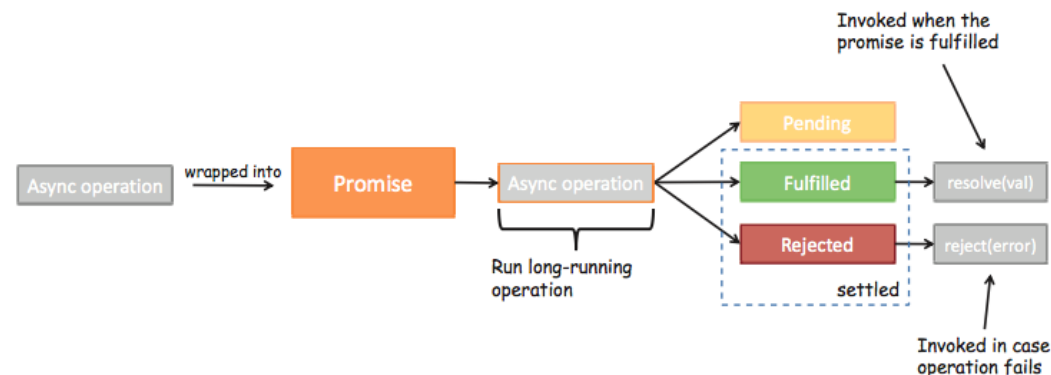 Invoked when the
promise is fulfilled
Pending
Async operation
wrapped into
Promise
Async operation
Fulfilled
resolve(val)
Rejected
reject(error)
Run long-running
operation
settled
Invoked in case
operation fails